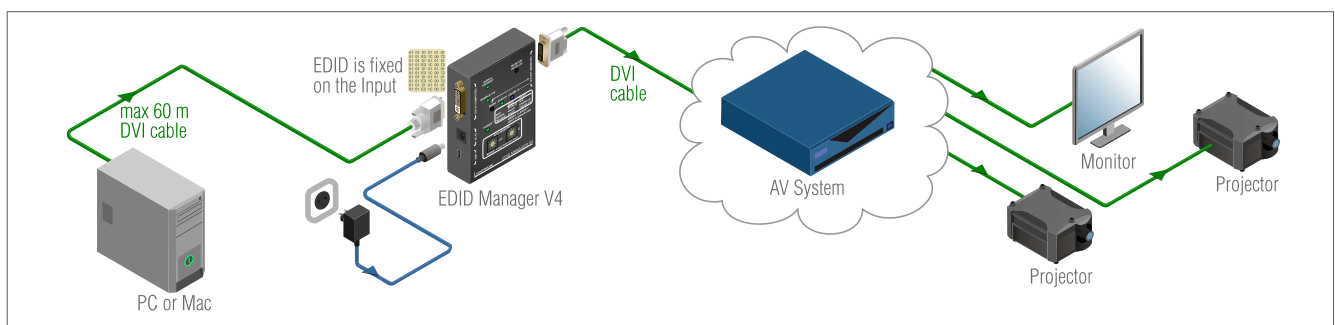 EDID is fixed
on the Input
max 60 m
DVI cable
DVI
cable
EDID Manager V4
AV System
Monitor
Projector
Projector
PC or Mac